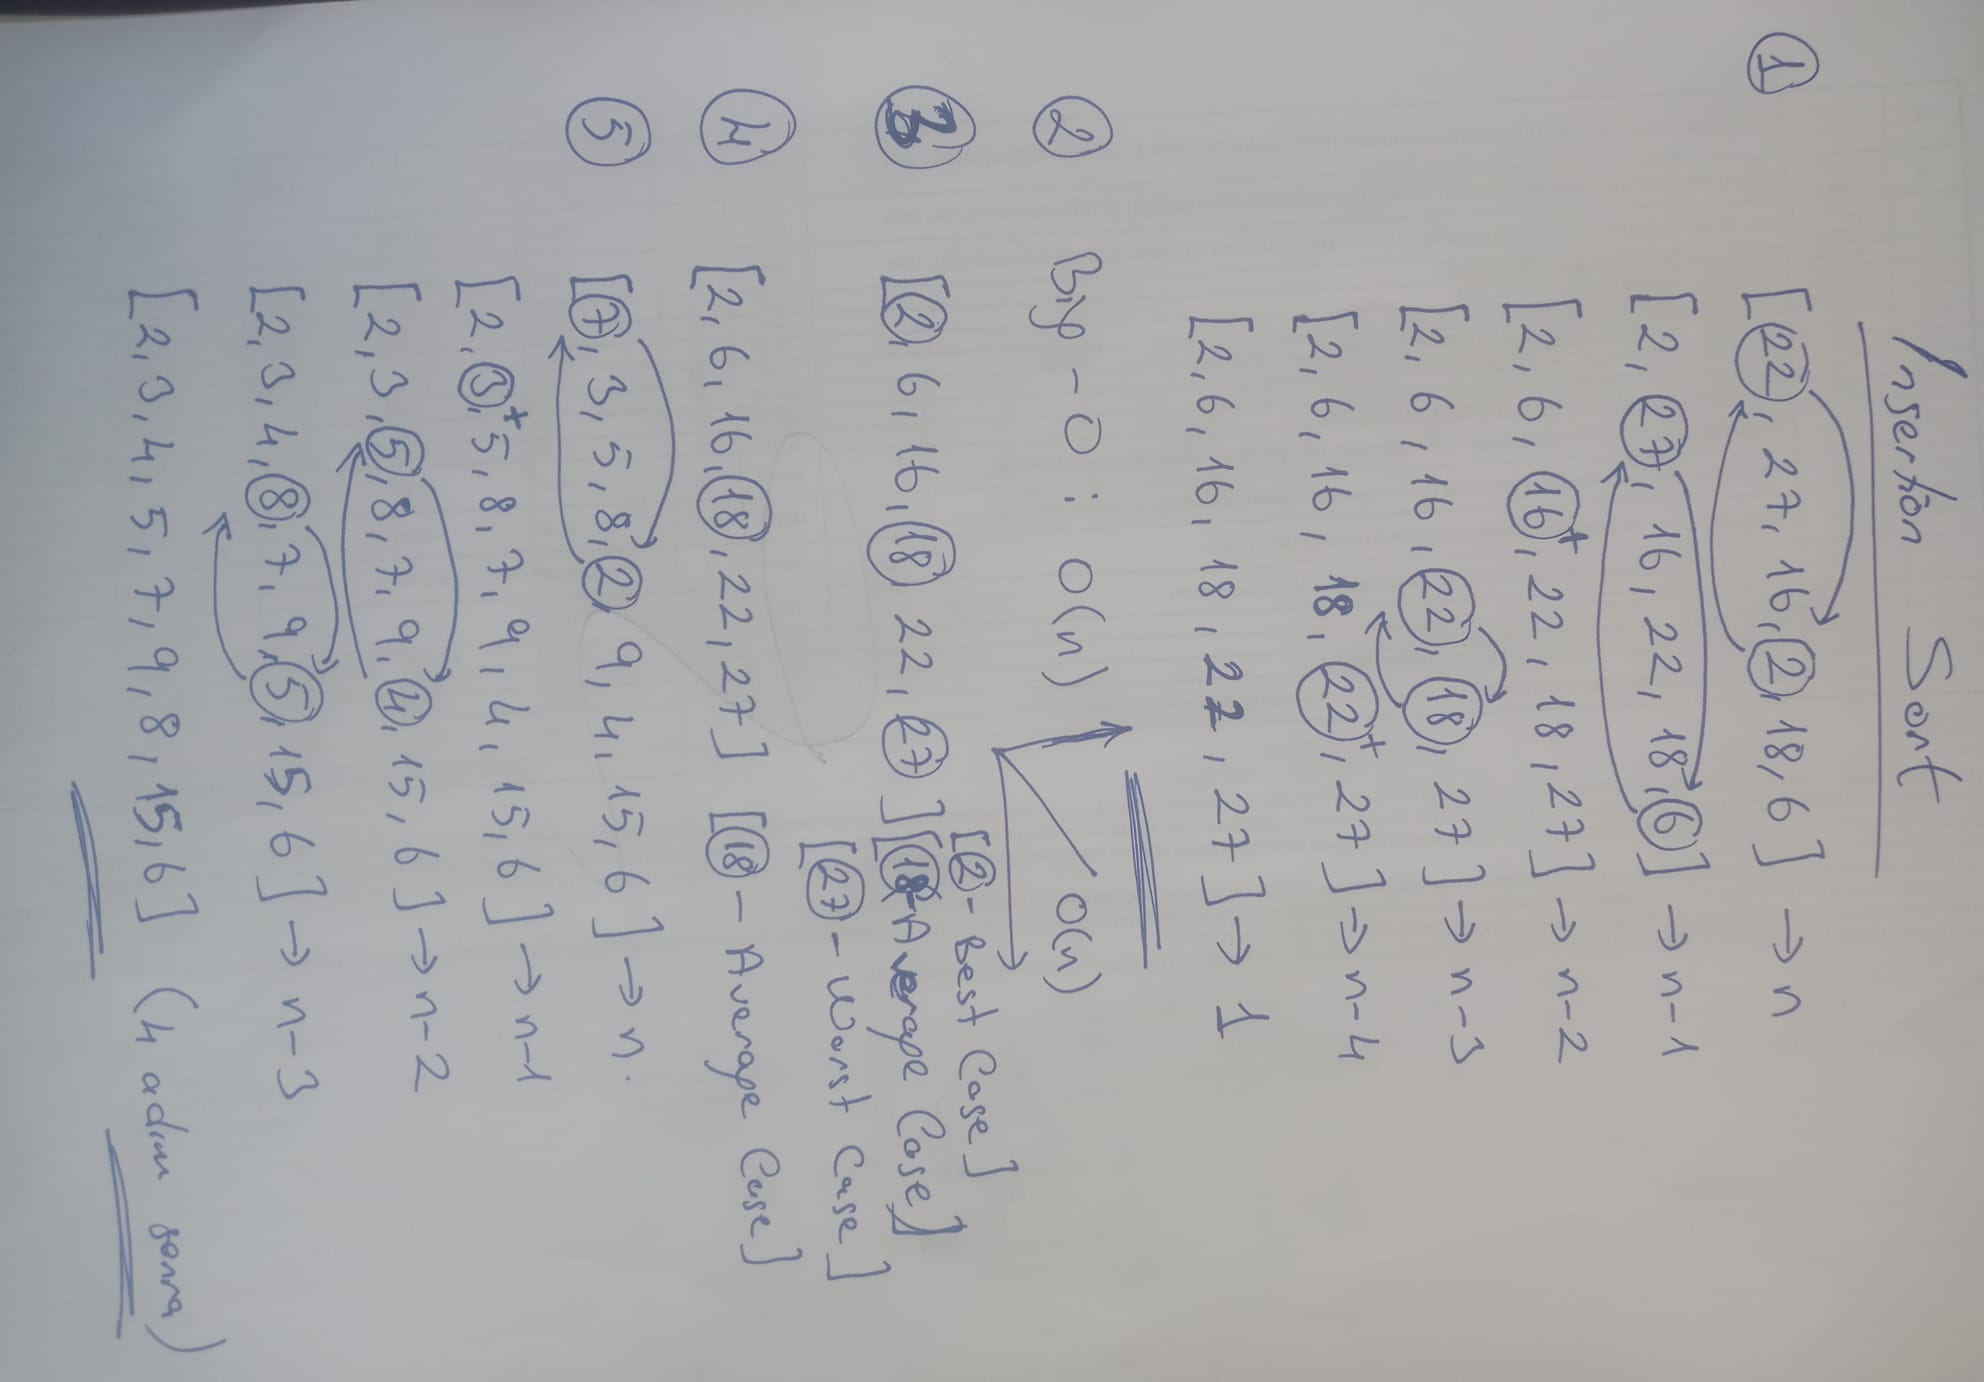 Insertion Sort
① [22, 27, 16, 2, 18, 6] → n
[2, 27, 16, 22, 18, 6] → n-1
[2, 6, 16+, 22, 18, 27] → n-2
[2, 6, 16, 22, 18, 27] → n-3
[2, 6, 16, 18, 22+, 27] → n-4
[2, 6, 16, 18, 22, 27] → 1
② Big-O : O(n) O(n)
[②- Best Case]
③ [2, 6, 16, 18 22, 27] [⑱-Average Case]
[㉗- Worst Case]
④ [2, 6, 16, 18, 22, 27] [⑱- Average Case]
⑤ [7, 3, 5, 8, 2, 9, 4, 15, 6] → n.
[2, 3,+ 5, 8, 7, 9, 4, 15, 6] → n-1
[2, 3, 5, 8, 7, 9, 4, 15, 6] → n-2
[2, 3, 4, 8, 7, 9, 5, 15, 6] → n-3
[2, 3, 4, 5, 7, 9, 8, 15, 6] (4 adım sonra)